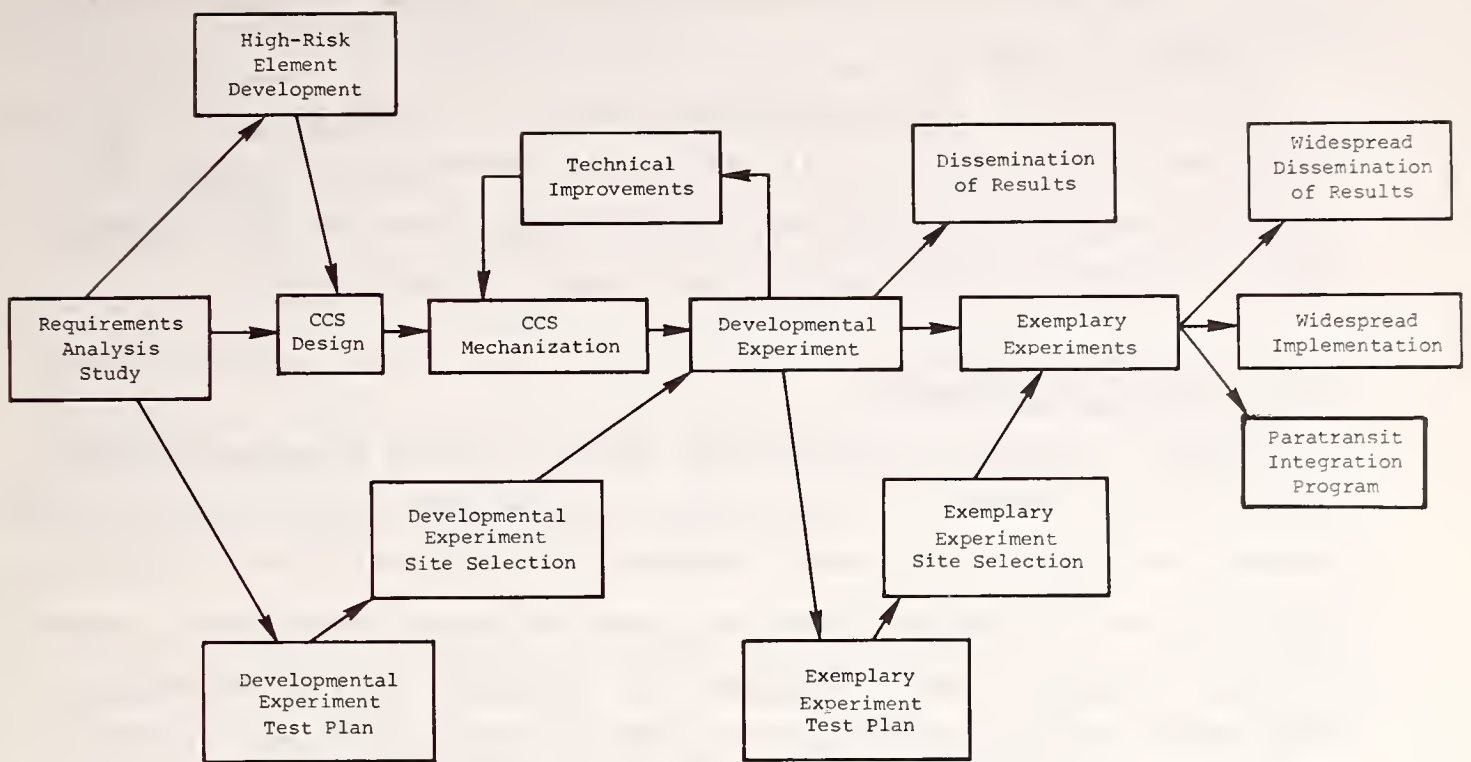 High-Risk
Element
Development
Technical
Improvements
Dissemination
of Results
Widespread
Dissemination
of Results
Requirements
Analysis
Study
CCS
Design
CCS
Mechanization
Developmental
Experiment
Exemplary
Experiments
Widespread
Implementation
Paratransit
Integration
Program
Developmental
Experiment
Site Selection
Exemplary
Experiment
Site Selection
Developmental
Experiment
Test Plan
Exemplary
Experiment
Test Plan